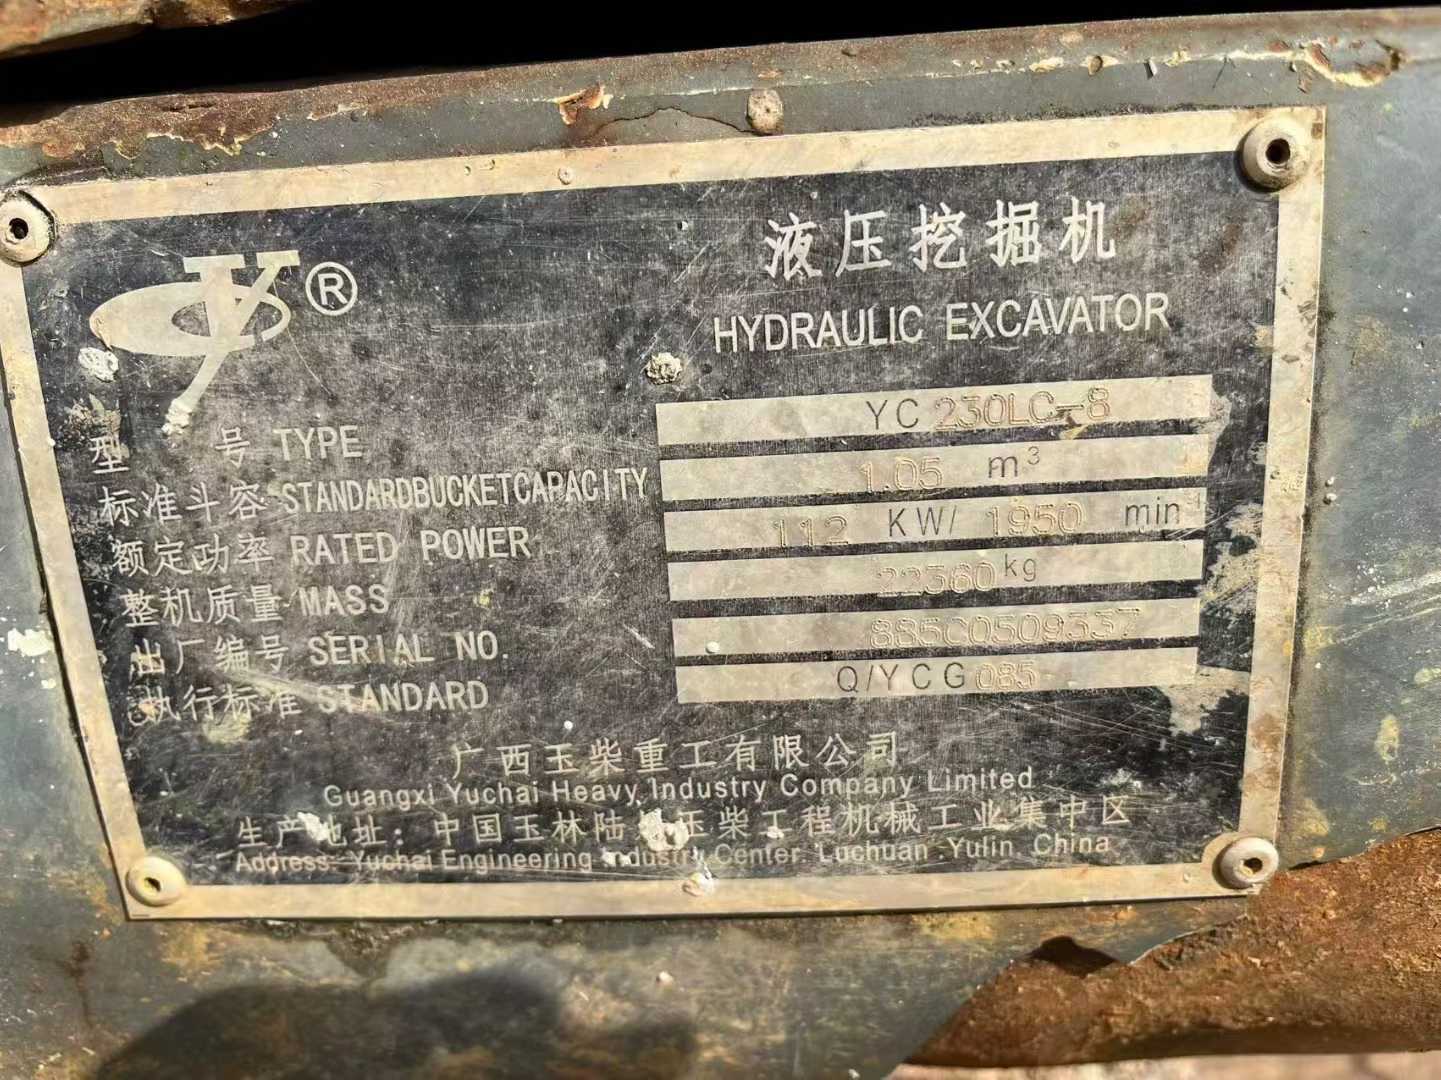 ®
液压挖掘机
HYDRAULIC EXCAVATOR
型 号 TYPE YC 230LC-8
标准斗容 STANDARDBUCKETCAPACITY 1.05 m³
额定功率 RATED POWER 112 KW/ 1950 min⁻¹
整机质量 MASS 22360 kg
出厂编号 SERIAL NO. 885C0509337
执行标准 STANDARD Q/YCG 085
广西玉柴重工有限公司
Guangxi Yuchai Heavy Industry Company Limited
生产地址: 中国玉林陆 玉柴工程机械工业集中区
Address: Yuchai Engineering Industry Center. Luchuan .Yulin. China